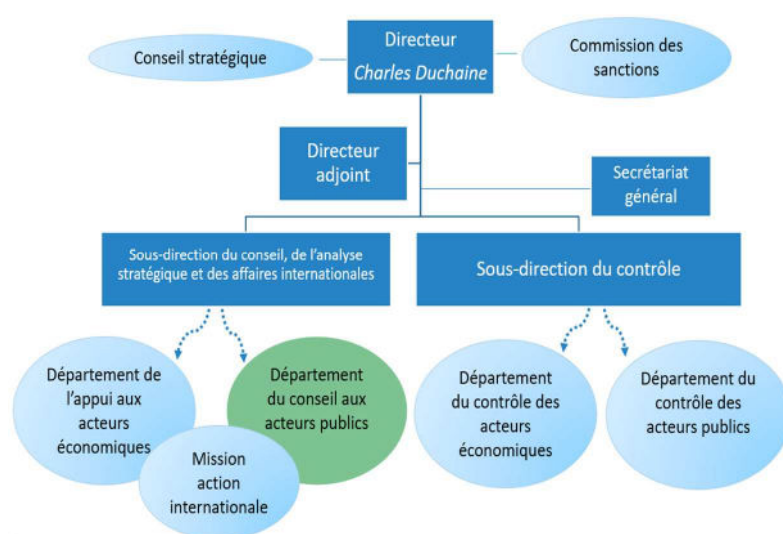 Conseil stratégique
Directeur
Charles Duchaine
Commission des
sanctions
Directeur
adjoint
Secrétariat
général
Sous-direction du conseil, de l'analyse
stratégique et des affaires internationales
Sous-direction du contrôle
Département de
l'appui aux
acteurs
économiques
Mission
action
internationale
Département
du conseil aux
acteurs publics
Département
du contrôle des
acteurs
économiques
Département du
contrôle des
acteurs publics